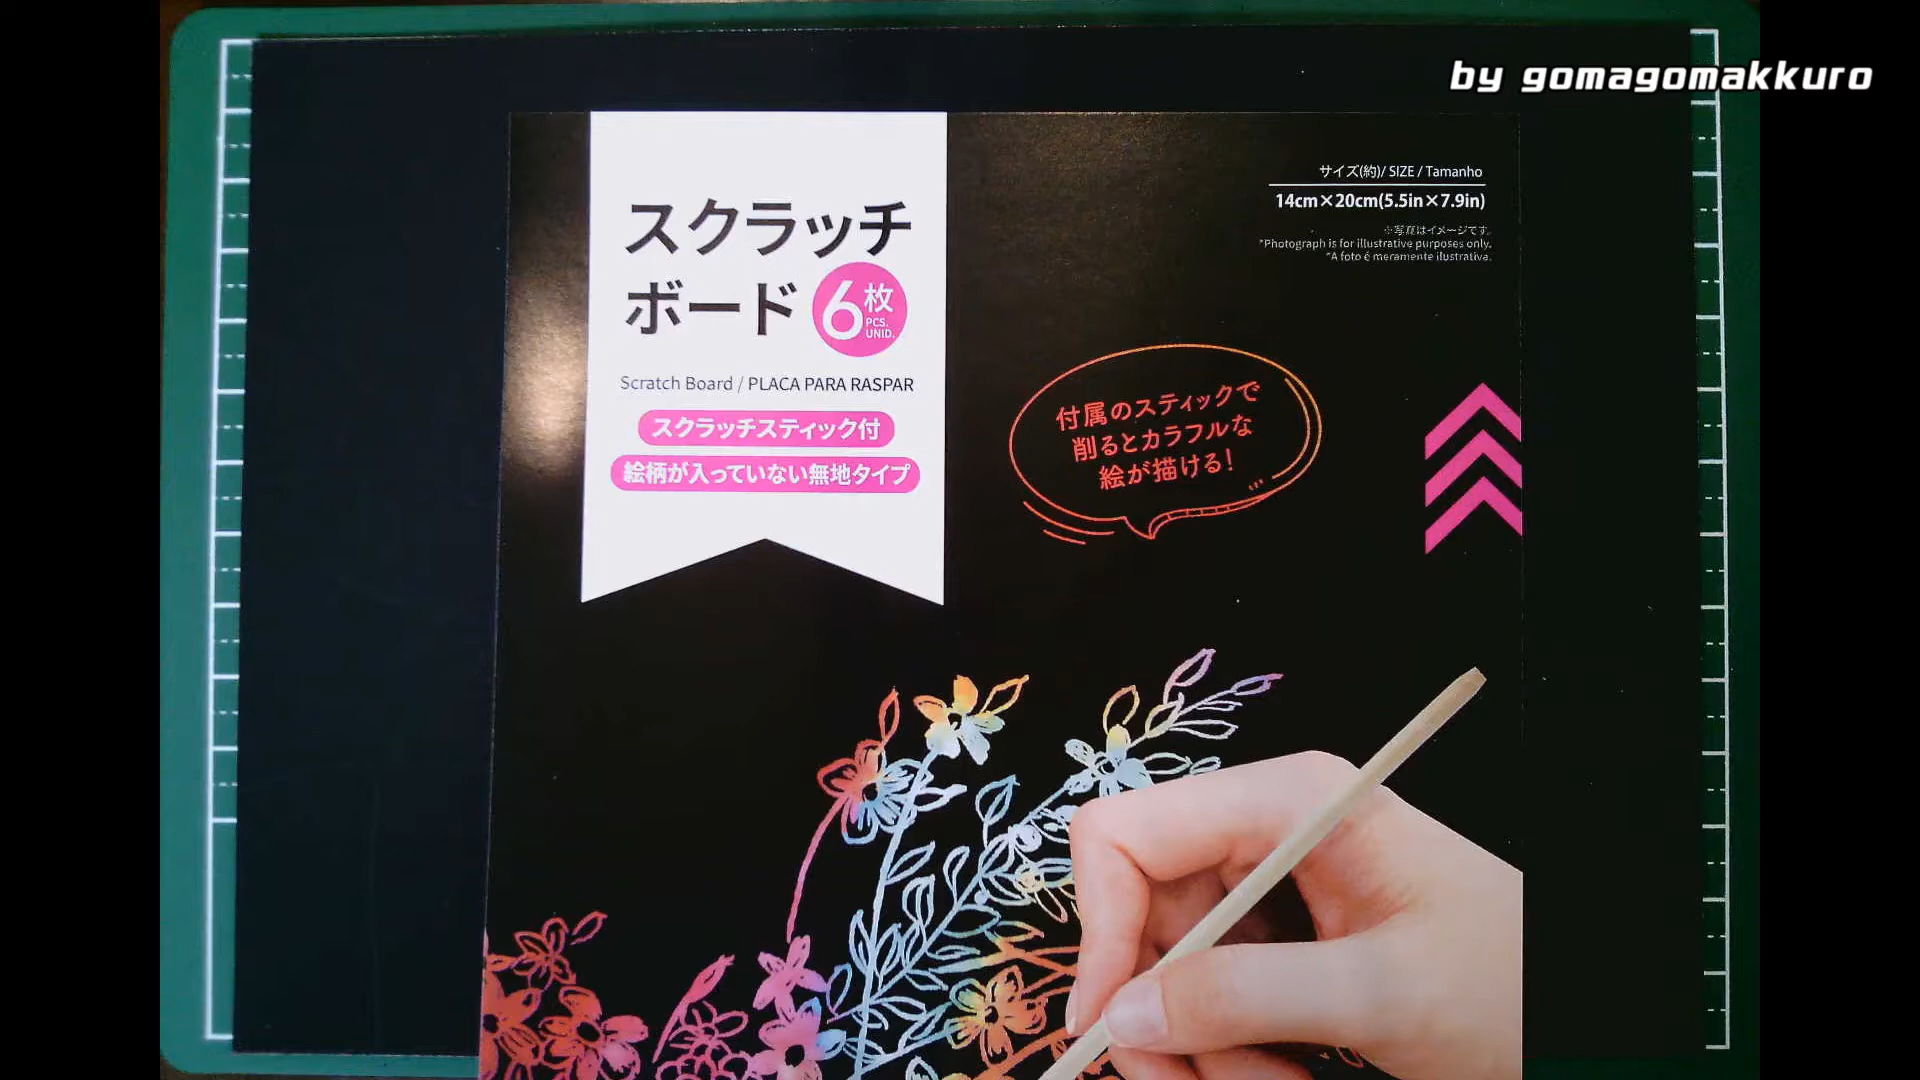 by gomagomakkuro
スクラッチ
ボード 6枚
PCS.
UNID.
Scratch Board / PLACA PARA RASPAR
スクラッチスティック付
絵柄が入っていない無地タイプ
サイズ(約)/ SIZE / Tamanho
14cm×20cm(5.5in×7.9in)
※写真はイメージです。
*Photograph is for illustrative purposes only.
*A foto é meramente ilustrativa.
付属のスティックで
削るとカラフルな
絵が描ける!